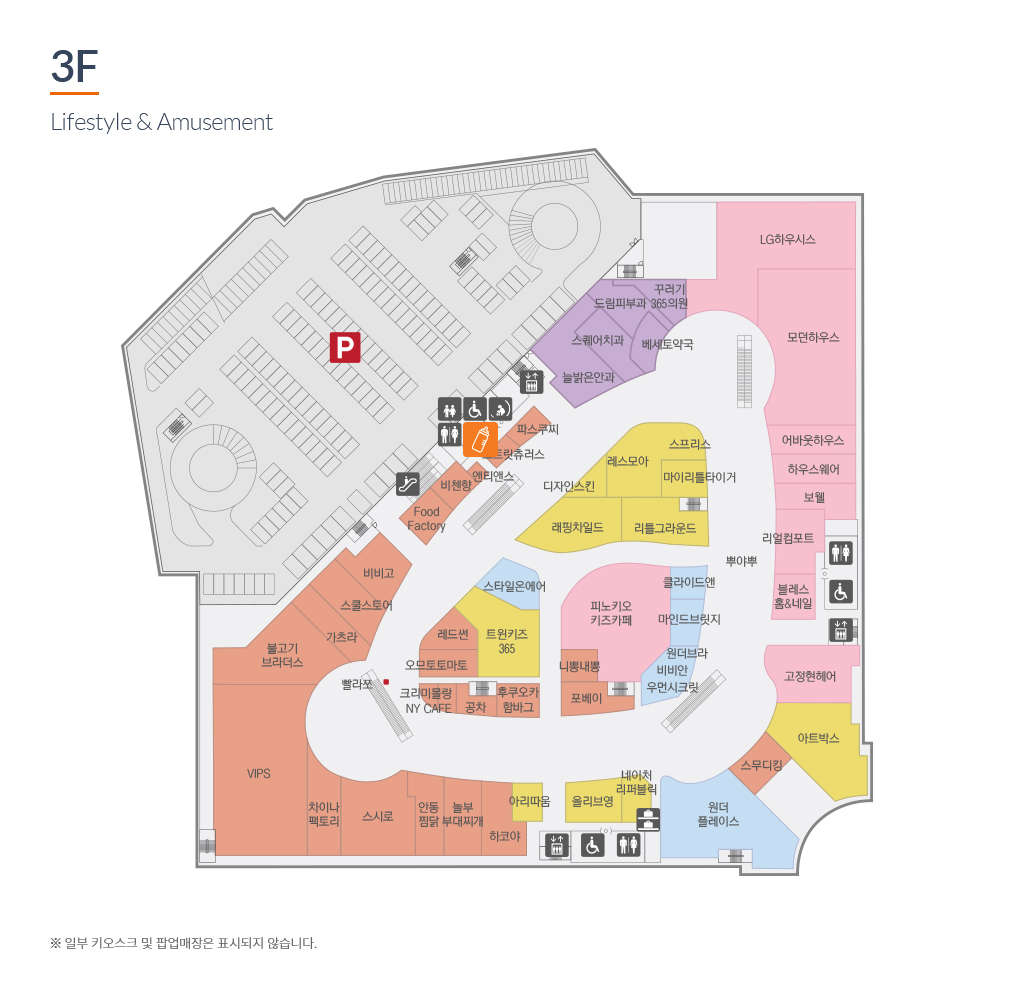 3F
Lifestyle & Amusement
LG하우시스
꾸러기
드림피부과 365의원
스퀘어치과
베세토약국
모던하우스
P
늘밝은안과
파스쿠찌
스프리스
어바웃하우스
스트릿츄러스
레스모아
하우스웨어
앤티앤스
마이리틀타이거
비첸향
디자인스킨
보웰
Food
Factory
래핑차일드
리틀그라운드
리얼컴포트
뿌야뿌
비비고
스타일온에어
클라이드앤
블레스
홈&네일
스쿨스토어
피노키오
키즈카페
마인드브릿지
가츠라
레드썬
트윈키즈
365
불고기
브라더스
원더브라
오므토토마토
니뽕내뽕
비비안
고정현헤어
빨라쪼
크리미몰랑
NY CAFE
공차
후쿠오카
함바그
포베이
우먼시크릿
아트박스
VIPS
스무디킹
네이처
리퍼블릭
차이나
팩토리
스시로
안동
찜닭
놀부
부대찌개
아리따움
올리브영
원더
플레이스
하코야
※ 일부 키오스크 및 팝업매장은 표시되지 않습니다.